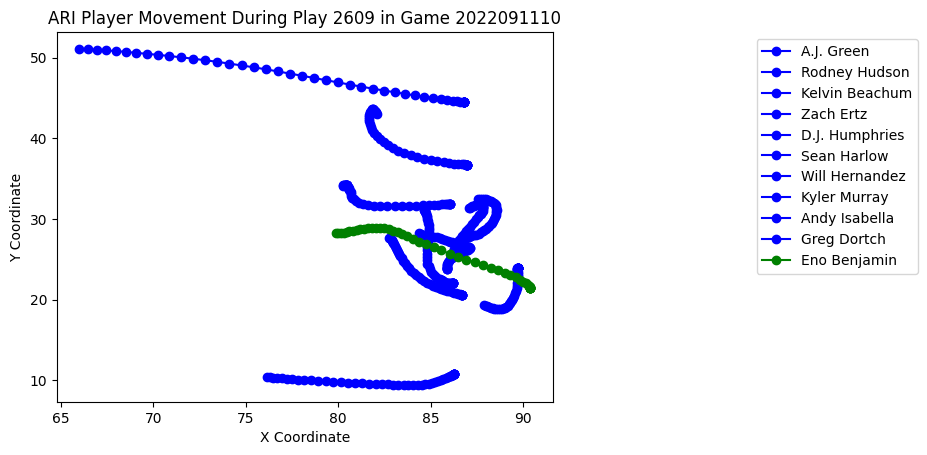 ARI Player Movement During Play 2609 in Game 2022091110
50
40
30
20
10
Y Coordinate
65
70
75
80
85
90
X Coordinate
A.J. Green
Rodney Hudson
Kelvin Beachum
Zach Ertz
D.J. Humphries
Sean Harlow
Will Hernandez
Kyler Murray
Andy Isabella
Greg Dortch
Eno Benjamin